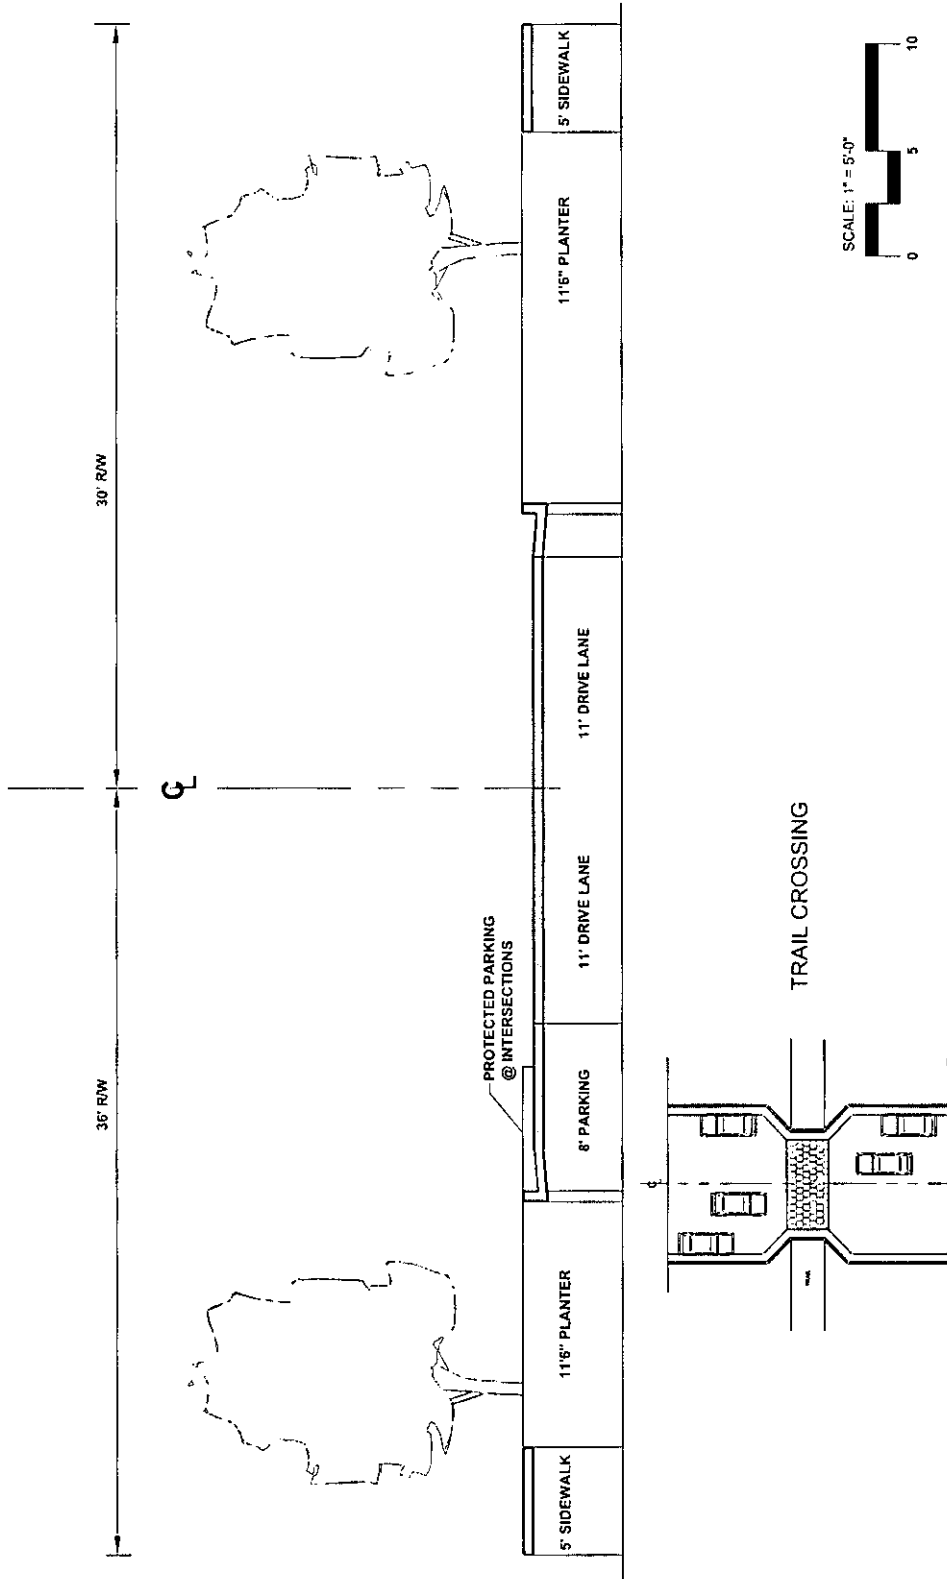 36' R/W
30' R/W
CL
PROTECTED PARKING
@ INTERSECTIONS
5' SIDEWALK
11'6" PLANTER
8' PARKING
11' DRIVE LANE
11' DRIVE LANE
11'6" PLANTER
5' SIDEWALK
TRAIL CROSSING
SCALE: 1" = 5'-0"
0 5 10